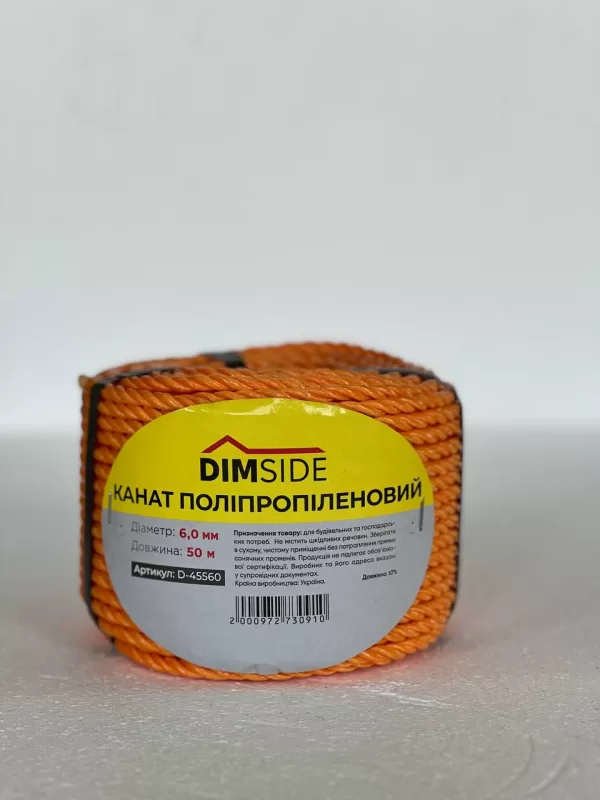 DIMSIDE
КАНАТ ПОЛІПРОПІЛЕНОВИЙ
Діаметр: 6,0 мм
Довжина: 50 м
Артикул: D-45560
Призначення товару: для будівельних та господарсь-
ких потреб. Не містить шкідливих речовин. Зберігати
в сухому, чистому приміщенні без потрапляння прямих
сонячних променів. Продукція не підлягає обов'язко-
вої сертифікації. Виробник та його адреса вказані
у супровідних документах.
Країна виробництва: Україна.
Довжина ±7%
2 000972 730910